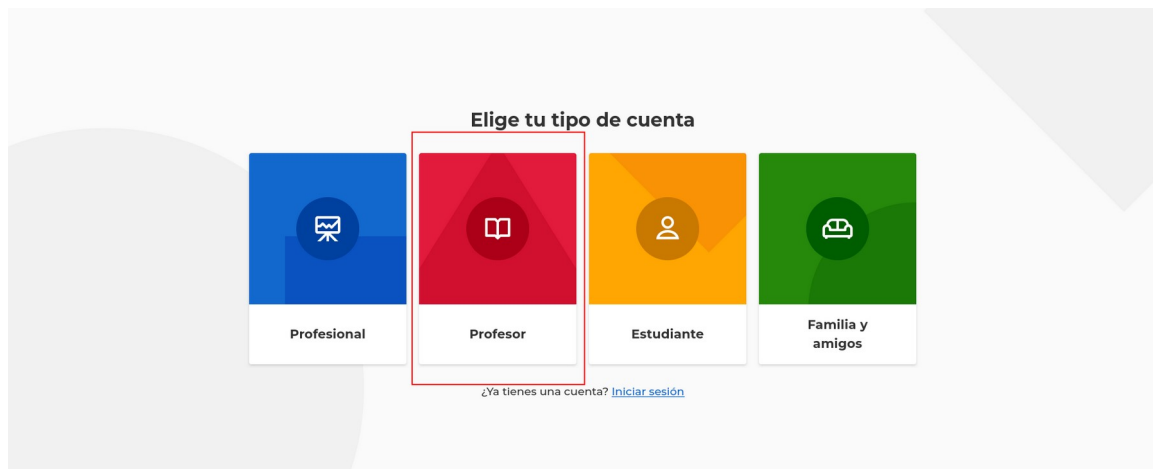 Elige tu tipo de cuenta
Profesional
Profesor
Estudiante
Familia y
amigos
¿Ya tienes una cuenta? Iniciar sesión